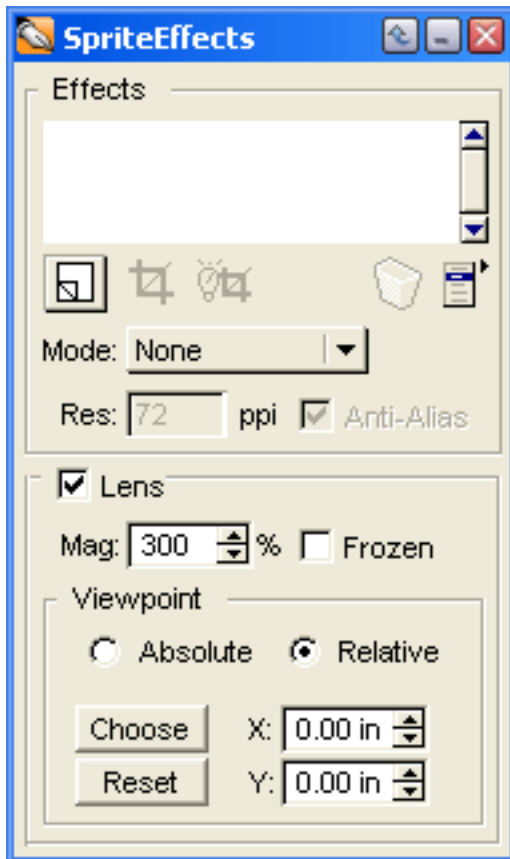 SpriteEffects
Effects
Mode: None
Res: 72 ppi Anti-Alias
Lens
Mag: 300 % Frozen
Viewpoint
Absolute Relative
Choose X: 0.00 in
Reset Y: 0.00 in